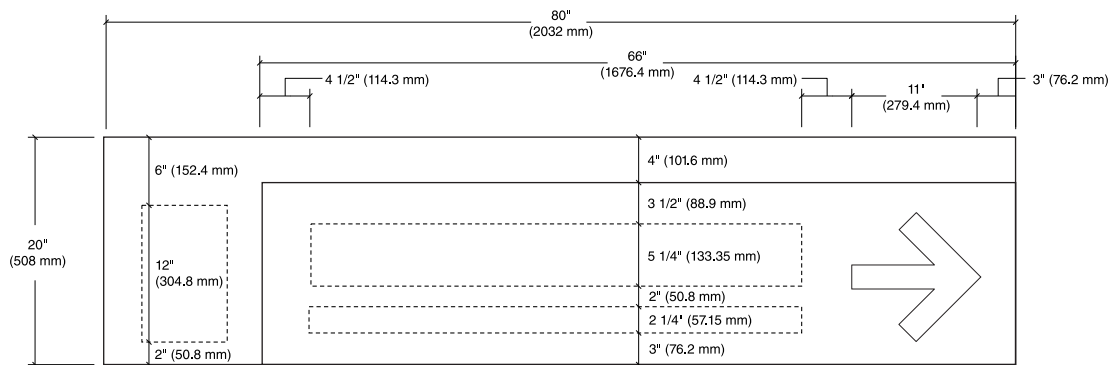 80"
(2032 mm)
66"
(1676.4 mm)
4 1/2" (114.3 mm)
4 1/2" (114.3 mm)
11"
(279.4 mm)
3" (76.2 mm)
6" (152.4 mm)
4" (101.6 mm)
3 1/2" (88.9 mm)
20"
(508 mm)
12"
(304.8 mm)
5 1/4" (133.35 mm)
2" (50.8 mm)
2 1/4" (57.15 mm)
2" (50.8 mm)
3" (76.2 mm)